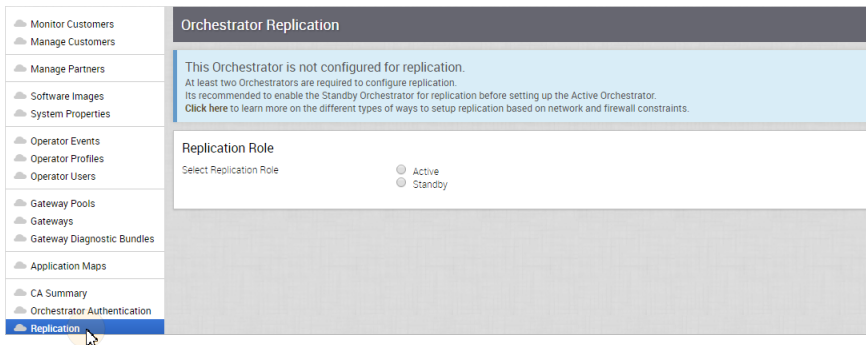 Monitor Customers
Manage Customers
Manage Partners
Software Images
System Properties
Operator Events
Operator Profiles
Operator Users
Gateway Pools
Gateways
Gateway Diagnostic Bundles
Application Maps
CA Summary
Orchestrator Authentication
Replication
Orchestrator Replication
This Orchestrator is not configured for replication.
At least two Orchestrators are required to configure replication.
Its recommended to enable the Standby Orchestrator for replication before setting up the Active Orchestrator.
Click here to learn more on the different types of ways to setup replication based on network and firewall constraints.
Replication Role
Select Replication Role
Active
Standby